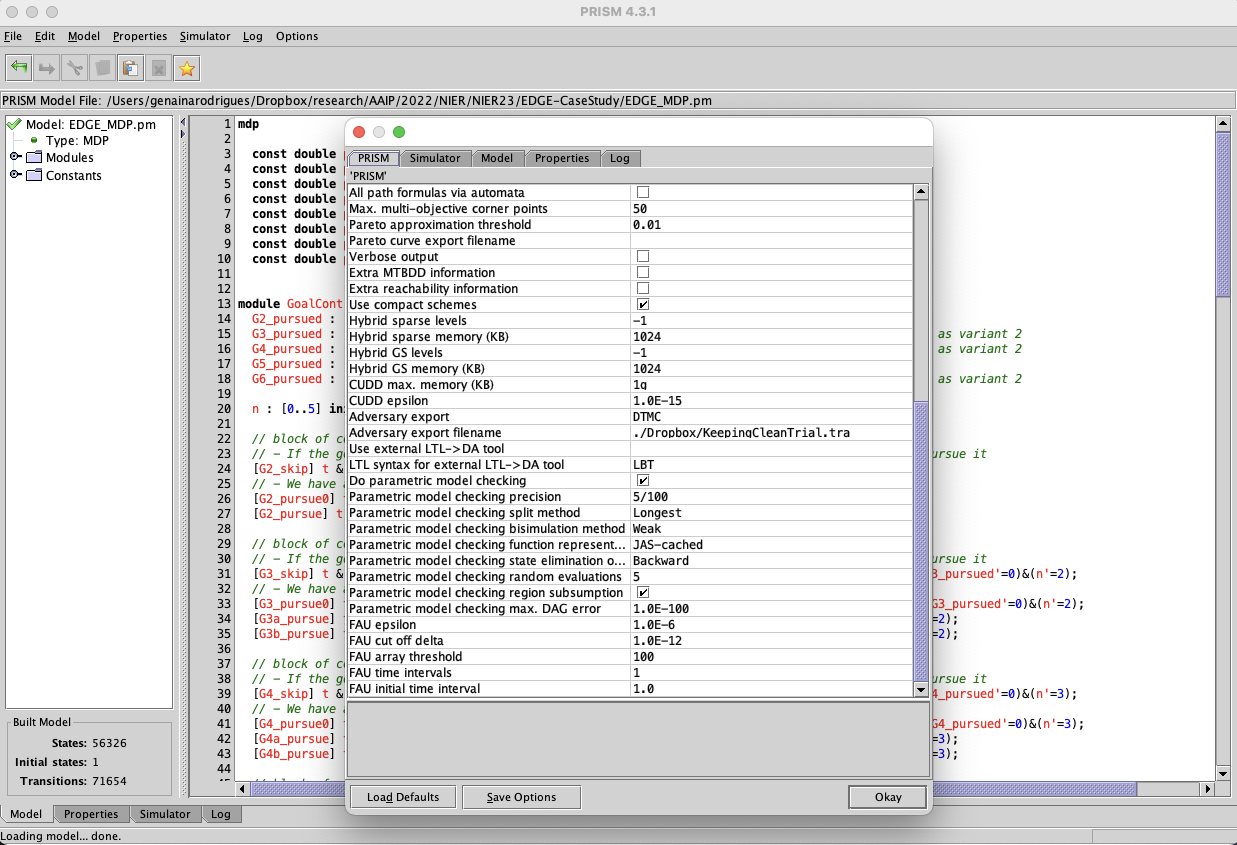 PRISM 4.3.1
File Edit Model Properties Simulator Log Options
PRISM Model File: /Users/genainarodrigues/Dropbox/research/AAIP/2022/NIER/NIER23/EDGE-CaseStudy/EDGE_MDP.pm
Model: EDGE_MDP.pm
Type: MDP
Modules
Constants
Built Model
States: 56326
Initial states: 1
Transitions: 71654
1 mdp
2
3 const double
4 const double
5 const double
6 const double
7 const double
8 const double
9 const double
10 const double
11
12
13 module GoalCont
14 G2_pursued :
15 G3_pursued : as variant 2
16 G4_pursued : as variant 2
17 G5_pursued :
18 G6_pursued : as variant 2
19
20 n : [0..5] ini
21
22 // block of co
23 // - If the go ursue it
24 [G2_skip] t &
25 // - We have a
26 [G2_pursue0] t
27 [G2_pursue] t
28
29 // block of co
30 // - If the go ursue it
31 [G3_skip] t & 3_pursued'=0)&(n'=2);
32 // - We have a
33 [G3_pursue0] t G3_pursued'=0)&(n'=2);
34 [G3a_pursue] t =2);
35 [G3b_pursue] t =2);
36
37 // block of co
38 // - If the go ursue it
39 [G4_skip] t & 4_pursued'=0)&(n'=3);
40 // - We have a
41 [G4_pursue0] t G4_pursued'=0)&(n'=3);
42 [G4a_pursue] t =3);
43 [G4b_pursue] t =3);
44
PRISM Simulator Model Properties Log
'PRISM'
All path formulas via automata
Max. multi-objective corner points 50
Pareto approximation threshold 0.01
Pareto curve export filename
Verbose output
Extra MTBDD information
Extra reachability information
Use compact schemes
Hybrid sparse levels -1
Hybrid sparse memory (KB) 1024
Hybrid GS levels -1
Hybrid GS memory (KB) 1024
CUDD max. memory (KB) 1g
CUDD epsilon 1.0E-15
Adversary export DTMC
Adversary export filename ./Dropbox/KeepingCleanTrial.tra
Use external LTL->DA tool
LTL syntax for external LTL->DA tool LBT
Do parametric model checking
Parametric model checking precision 5/100
Parametric model checking split method Longest
Parametric model checking bisimulation method Weak
Parametric model checking function represent... JAS-cached
Parametric model checking state elimination o... Backward
Parametric model checking random evaluations 5
Parametric model checking region subsumption
Parametric model checking max. DAG error 1.0E-100
FAU epsilon 1.0E-6
FAU cut off delta 1.0E-12
FAU array threshold 100
FAU time intervals 1
FAU initial time interval 1.0
Load Defaults Save Options Okay
Model Properties Simulator Log
Loading model... done.